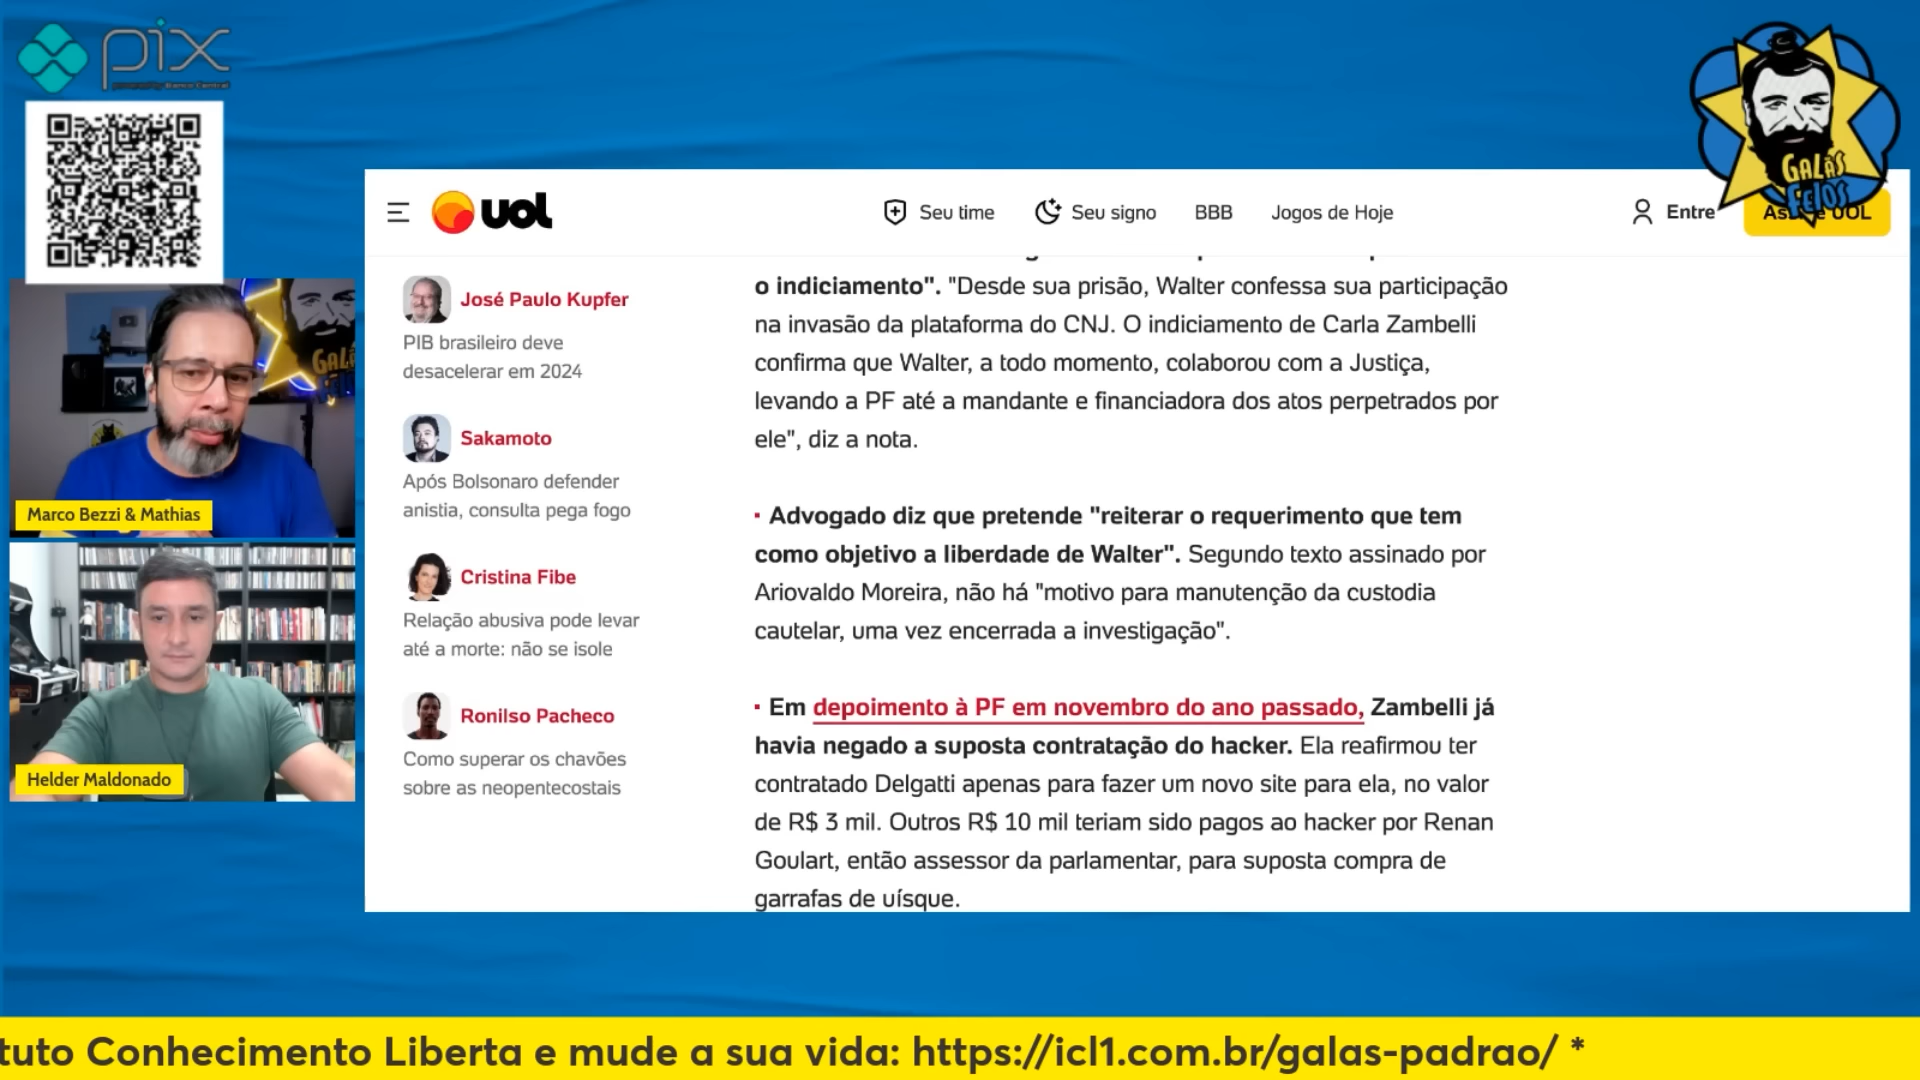 pix
powered by Banco Central
GALÃS
FEIOS
uol
Seu time
Seu signo
BBB
Jogos de Hoje
Entre
UOL
José Paulo Kupfer
PIB brasileiro deve
desacelerar em 2024
Sakamoto
Após Bolsonaro defender
anistia, consulta pega fogo
Cristina Fibe
Relação abusiva pode levar
até a morte: não se isole
Ronilso Pacheco
Como superar os chavões
sobre as neopentecostais
o indiciamento". "Desde sua prisão, Walter confessa sua participação
na invasão da plataforma do CNJ. O indiciamento de Carla Zambelli
confirma que Walter, a todo momento, colaborou com a Justiça,
levando a PF até a mandante e financiadora dos atos perpetrados por
ele", diz a nota.
Advogado diz que pretende "reiterar o requerimento que tem
como objetivo a liberdade de Walter". Segundo texto assinado por
Ariovaldo Moreira, não há "motivo para manutenção da custodia
cautelar, uma vez encerrada a investigação".
Em depoimento à PF em novembro do ano passado, Zambelli já
havia negado a suposta contratação do hacker. Ela reafirmou ter
contratado Delgatti apenas para fazer um novo site para ela, no valor
de R$ 3 mil. Outros R$ 10 mil teriam sido pagos ao hacker por Renan
Goulart, então assessor da parlamentar, para suposta compra de
garrafas de uísque.
Marco Bezzi & Mathias
Helder Maldonado
tuto Conhecimento Liberta e mude a sua vida: https://icl1.com.br/galas-padrao/ *